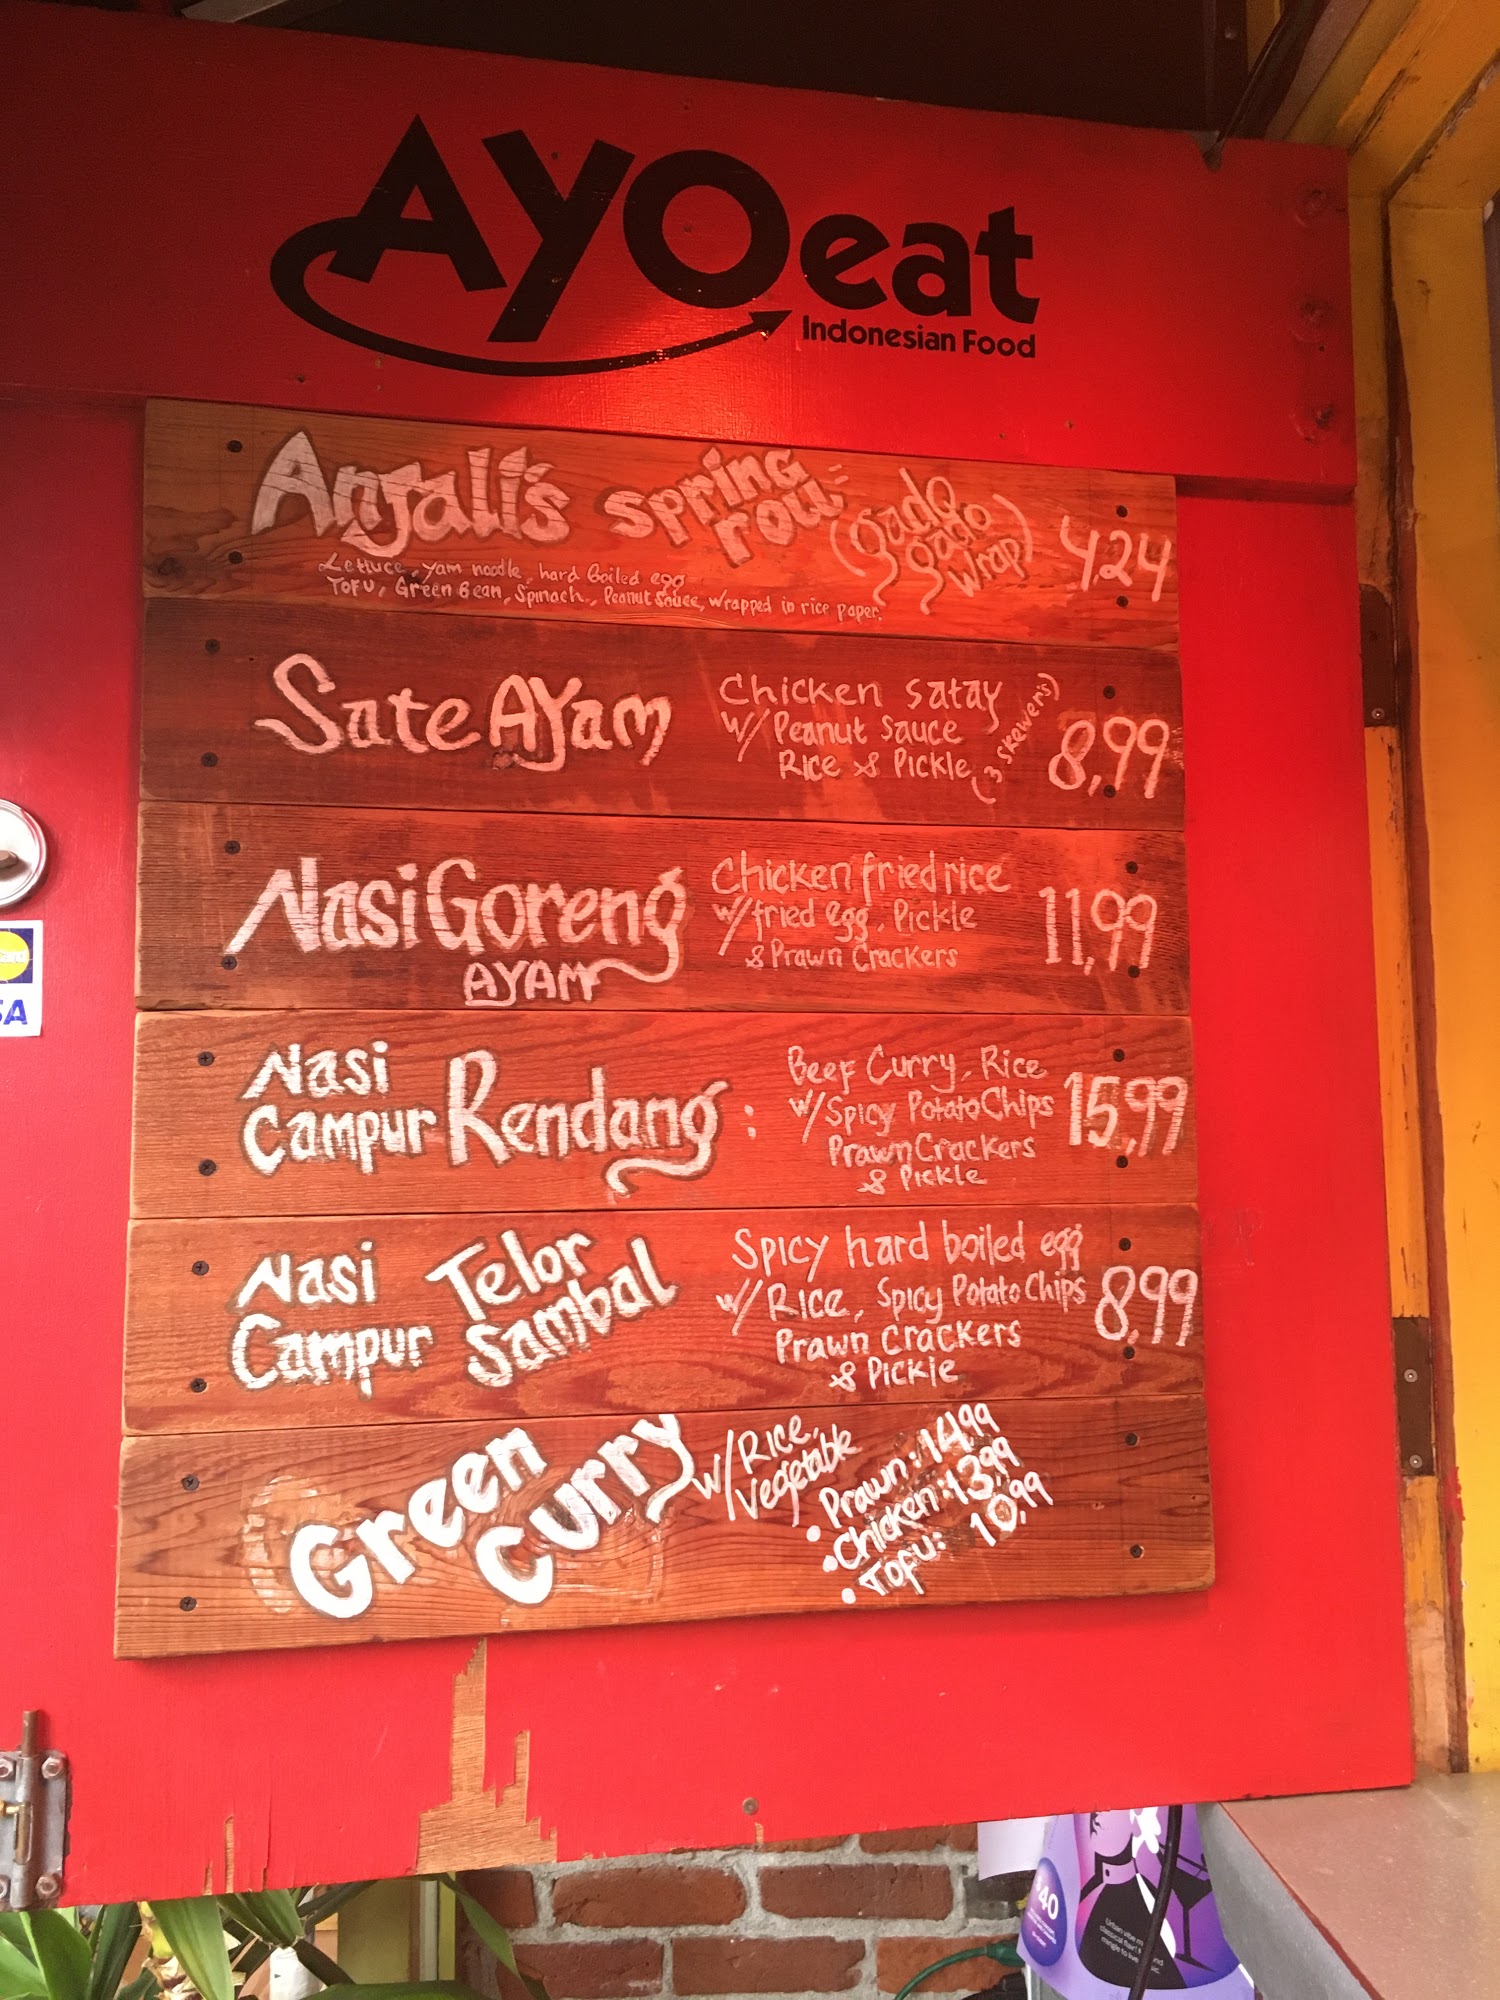 AYOeat
Indonesian Food
Anjali's spring roll (gado gado wrap) 4.24
Lettuce, yam noodle, hard boiled egg
Tofu, Green Bean, Spinach, Peanut sauce, wrapped in rice paper.
Sate AYam
Chicken satay
w/ Peanut sauce
Rice & Pickle (3 skewer's)
8,99
Nasi Goreng
AYAM
Chicken fried rice
w/ fried egg, Pickle
& Prawn Crackers
11,99
Nasi
Campur Rendang :
Beef Curry, Rice
w/ Spicy Potato Chips
Prawn Crackers
& Pickle
15,99
Nasi
Campur
Telor
Sambal
Spicy hard boiled egg
w/ Rice, Spicy Potato Chips
Prawn Crackers
& Pickle
8,99
Green
Curry
w/ Rice,
Vegetable
• Prawn: 14,99
• Chicken: 13,99
• Tofu: 10,99
$40